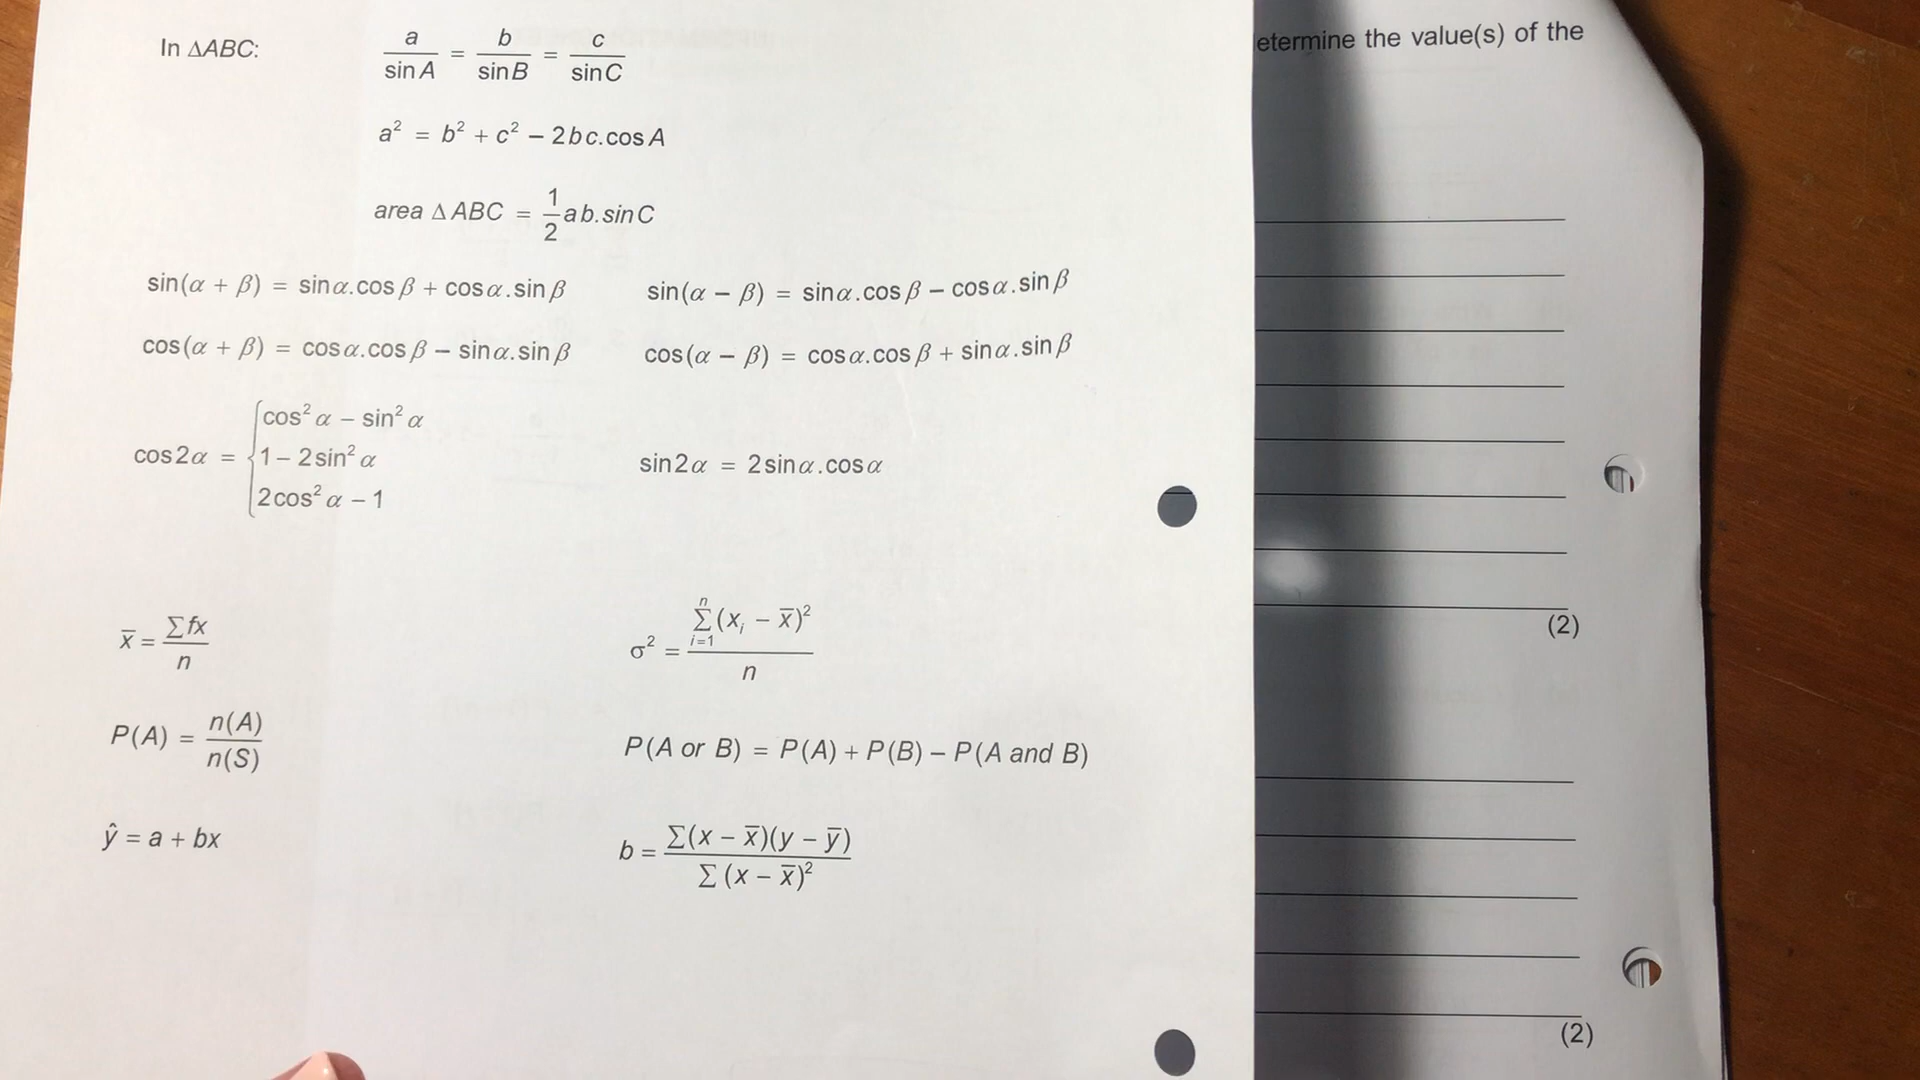 In ΔABC: a/sin A = b/sin B = c/sin C
a² = b² + c² – 2bc.cos A
area ΔABC = 1/2 ab.sin C
sin(α + β) = sinα.cosβ + cosα.sinβ sin(α – β) = sinα.cosβ – cosα.sinβ
cos(α + β) = cosα.cosβ – sinα.sinβ cos(α – β) = cosα.cosβ + sinα.sinβ
cos2α = { cos²α – sin²α
1 – 2sin²α
2cos²α – 1
sin2α = 2sinα.cosα
x̄ = Σfx/n σ² = Σ(i=1 to n)(xᵢ – x̄)²/n
P(A) = n(A)/n(S) P(A or B) = P(A) + P(B) – P(A and B)
ŷ = a + bx b = Σ(x – x̄)(y – ȳ)/Σ(x – x̄)²
etermine the value(s) of the
(2)
(2)